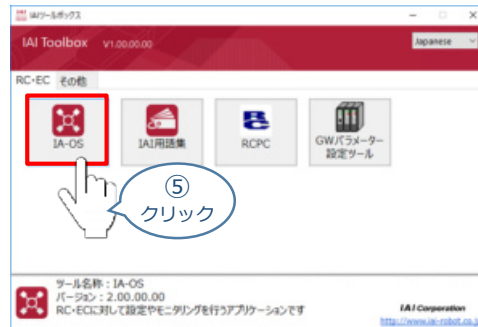 IAIツールボックス
IAI Toolbox V1.00.00.00
Japanese
RC・EC その他
IA-OS
IAI用語集
RCPC
GWパラメーター
設定ツール
⑤
クリック
ツール名称：IA-OS
バージョン：2.00.00.00
RC・ECに対して設定やモニタリングを行うアプリケーションです
IAI Corporation
http://www.iai-robot.co.jp